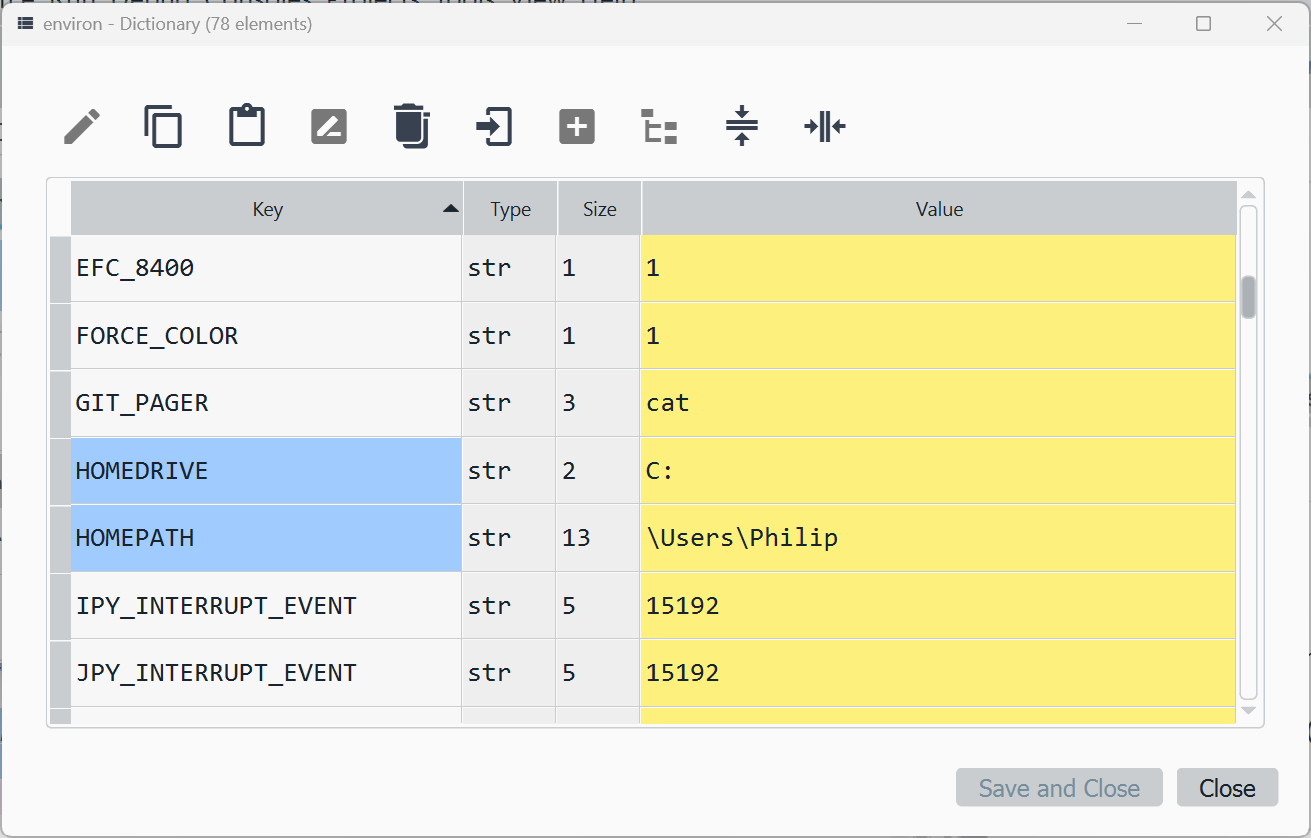 environ - Dictionary (78 elements)
Key Type Size Value
EFC_8400 str 1 1
FORCE_COLOR str 1 1
GIT_PAGER str 3 cat
HOMEDRIVE str 2 C:
HOMEPATH str 13 \Users\Philip
IPY_INTERRUPT_EVENT str 5 15192
JPY_INTERRUPT_EVENT str 5 15192
Save and Close Close